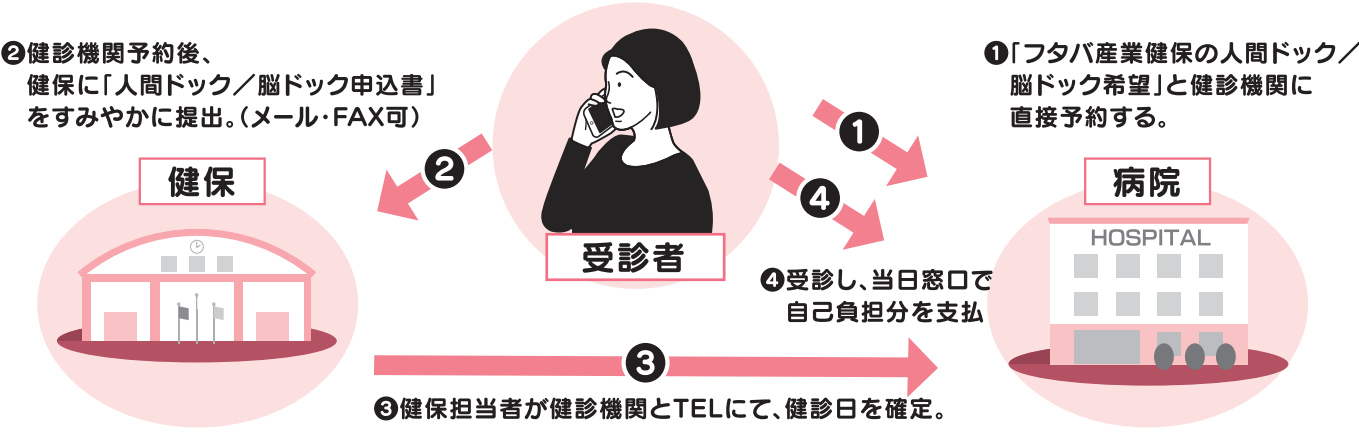 ❷健診機関予約後、
健保に「人間ドック／脳ドック申込書」
をすみやかに提出。（メール・FAX可）
❶「フタバ産業健保の人間ドック／
脳ドック希望」と健診機関に
直接予約する。
❶
❷
❹
健保
病院
HOSPITAL
受診者
❹受診し、当日窓口で
自己負担分を支払
❸
❸健保担当者が健診機関とTELにて、健診日を確定。